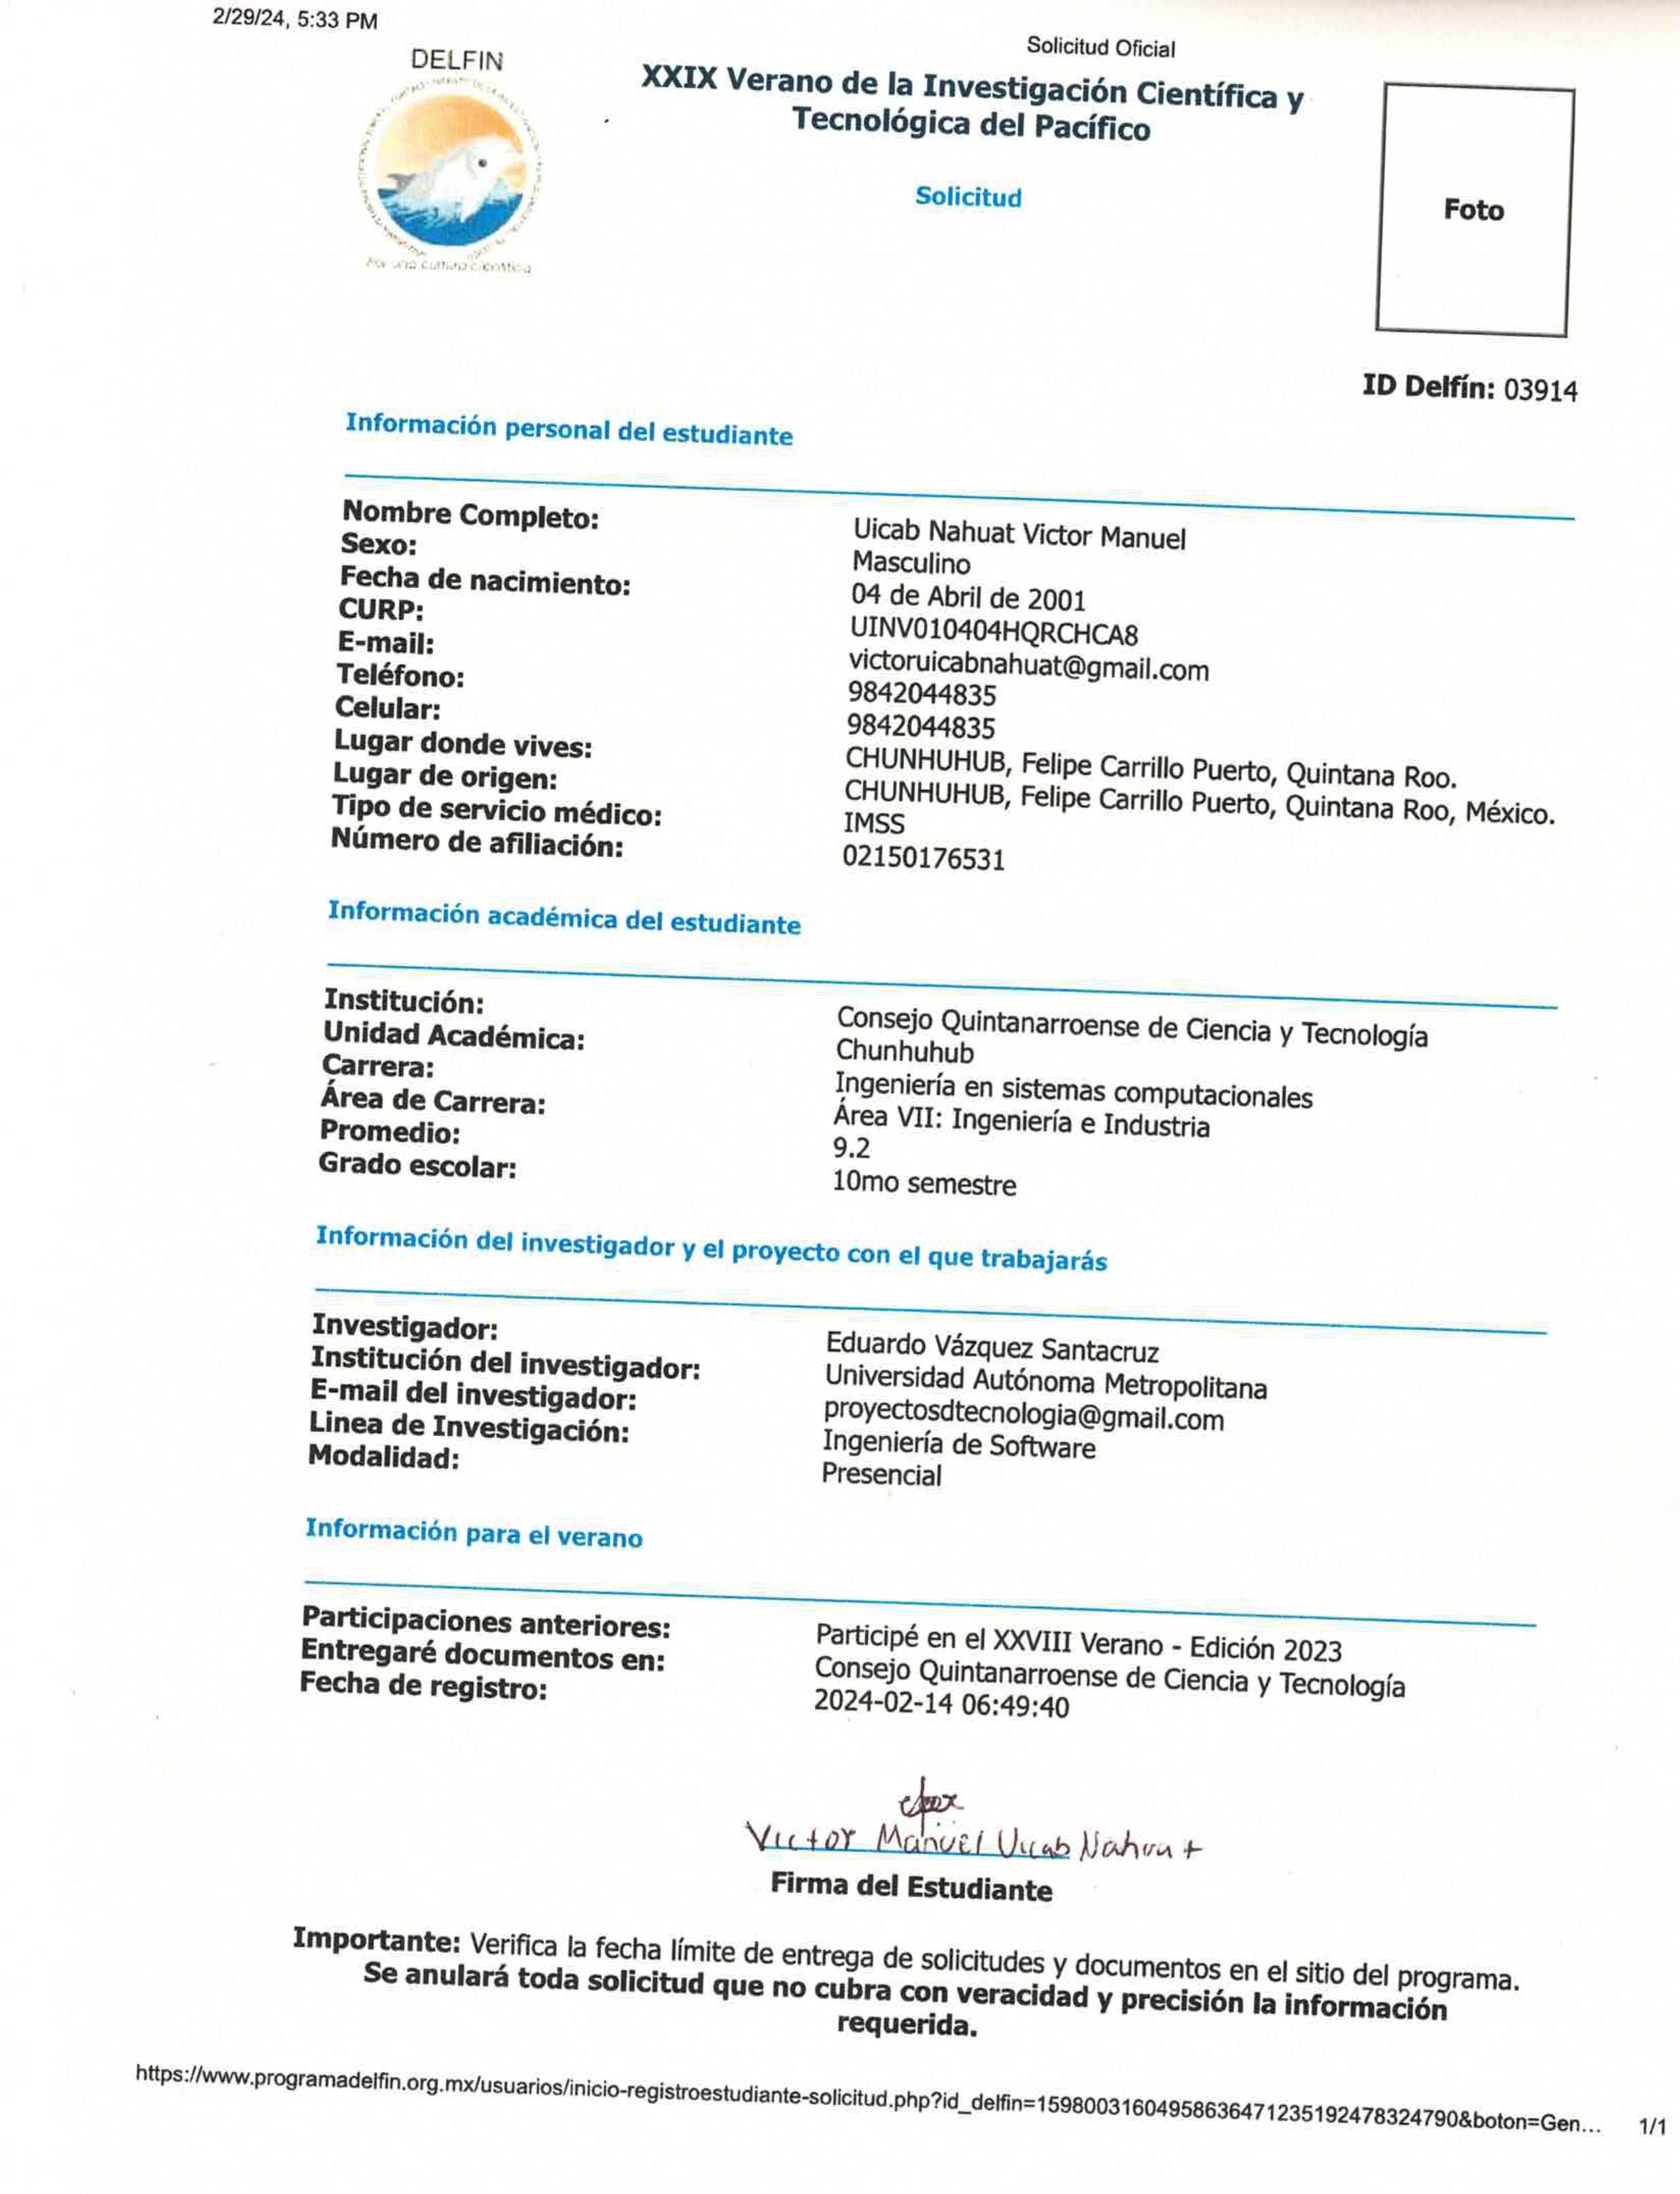 2/29/24, 5:33 PM
Solicitud Oficial
DELFIN
XXIX Verano de la Investigación Científica y
Tecnológica del Pacífico
Solicitud
Foto
Por una cultura científica
ID Delfín: 03914
Información personal del estudiante
Nombre Completo: Uicab Nahuat Victor Manuel
Sexo: Masculino
Fecha de nacimiento: 04 de Abril de 2001
CURP: UINV010404HQRCHCA8
E-mail: victoruicabnahuat@gmail.com
Teléfono: 9842044835
Celular: 9842044835
Lugar donde vives: CHUNHUHUB, Felipe Carrillo Puerto, Quintana Roo.
Lugar de origen: CHUNHUHUB, Felipe Carrillo Puerto, Quintana Roo, México.
Tipo de servicio médico: IMSS
Número de afiliación: 02150176531
Información académica del estudiante
Institución: Consejo Quintanarroense de Ciencia y Tecnología
Unidad Académica: Chunhuhub
Carrera: Ingeniería en sistemas computacionales
Área de Carrera: Área VII: Ingeniería e Industria
Promedio: 9.2
Grado escolar: 10mo semestre
Información del investigador y el proyecto con el que trabajarás
Investigador: Eduardo Vázquez Santacruz
Institución del investigador: Universidad Autónoma Metropolitana
E-mail del investigador: proyectosdtecnologia@gmail.com
Linea de Investigación: Ingeniería de Software
Modalidad: Presencial
Información para el verano
Participaciones anteriores: Participé en el XXVIII Verano - Edición 2023
Entregaré documentos en: Consejo Quintanarroense de Ciencia y Tecnología
Fecha de registro: 2024-02-14 06:49:40
Victor Manuel Uicab Nahuat
Firma del Estudiante
Importante: Verifica la fecha límite de entrega de solicitudes y documentos en el sitio del programa.
Se anulará toda solicitud que no cubra con veracidad y precisión la información
requerida.
https://www.programadelfin.org.mx/usuarios/inicio-registroestudiante-solicitud.php?id_delfin=15980031604958636471235192478324790&boton=Gen... 1/1